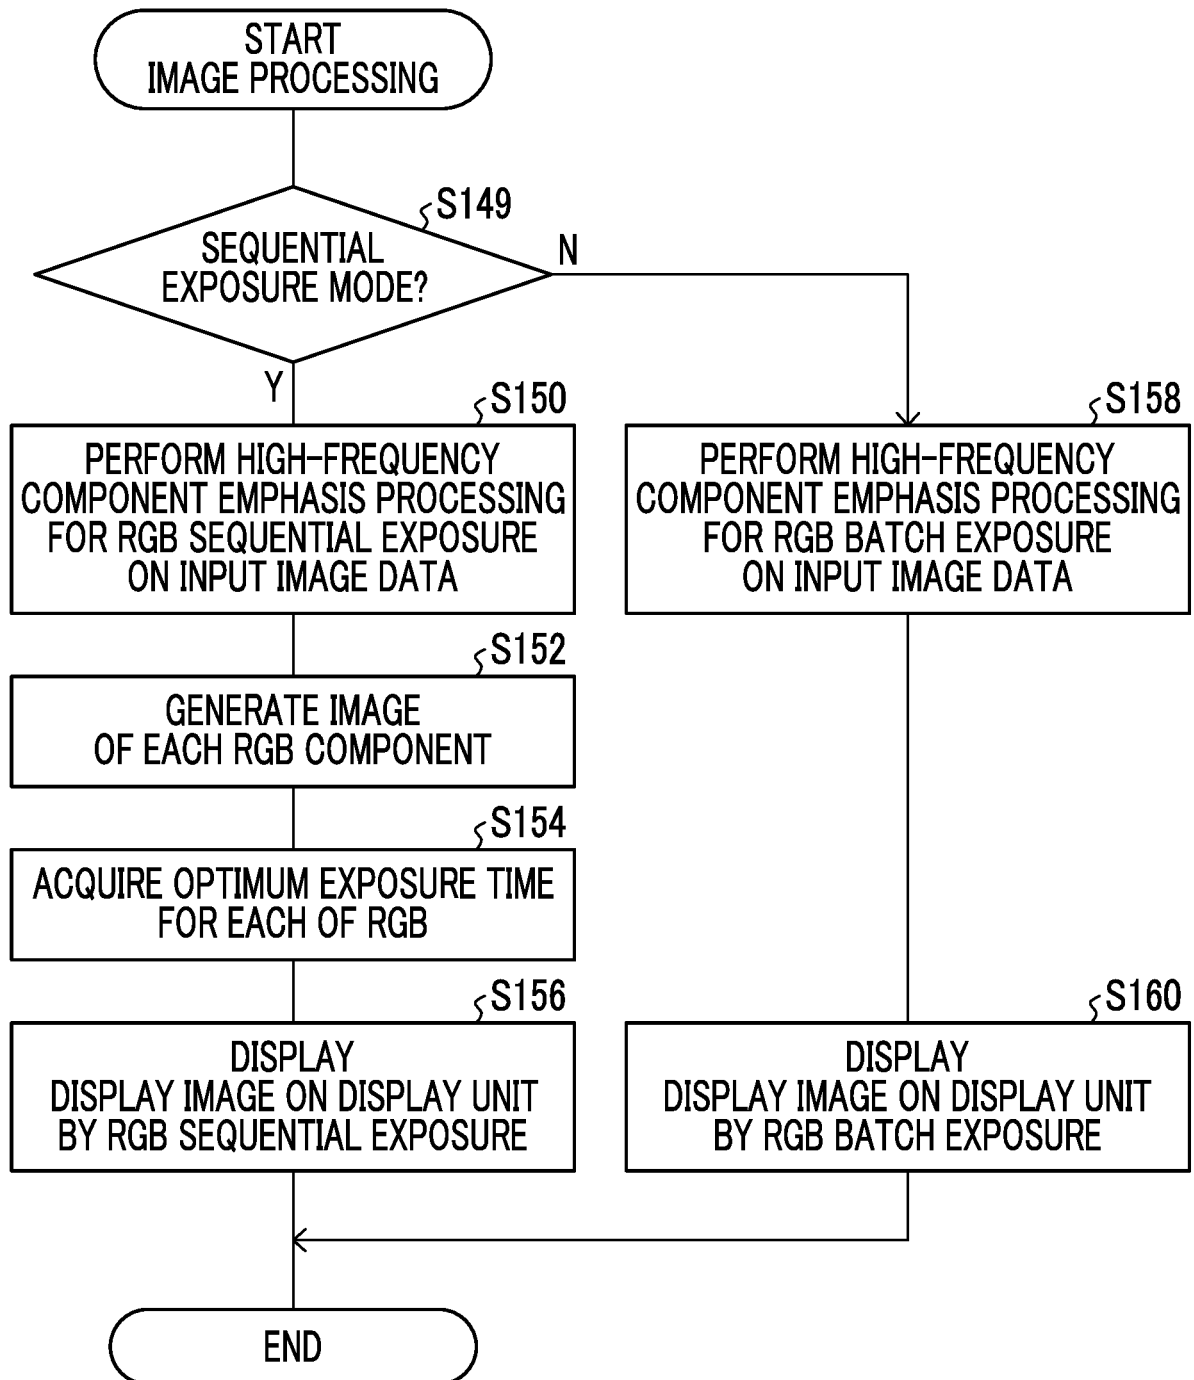 START
IMAGE PROCESSING
S149
SEQUENTIAL
EXPOSURE MODE?
N
Y
S150
PERFORM HIGH-FREQUENCY
COMPONENT EMPHASIS PROCESSING
FOR RGB SEQUENTIAL EXPOSURE
ON INPUT IMAGE DATA
S158
PERFORM HIGH-FREQUENCY
COMPONENT EMPHASIS PROCESSING
FOR RGB BATCH EXPOSURE
ON INPUT IMAGE DATA
S152
GENERATE IMAGE
OF EACH RGB COMPONENT
S154
ACQUIRE OPTIMUM EXPOSURE TIME
FOR EACH OF RGB
S156
DISPLAY
DISPLAY IMAGE ON DISPLAY UNIT
BY RGB SEQUENTIAL EXPOSURE
S160
DISPLAY
DISPLAY IMAGE ON DISPLAY UNIT
BY RGB BATCH EXPOSURE
END